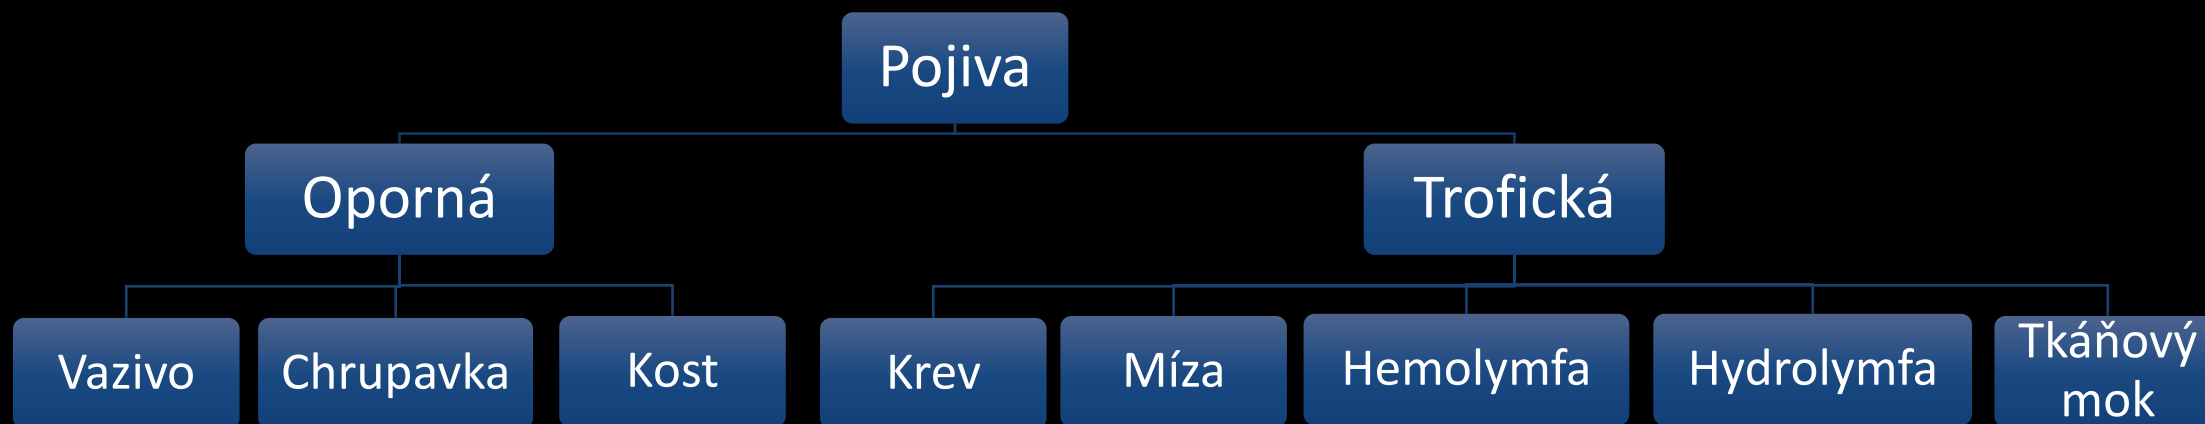 Pojiva
Oporná
Trofická
Vazivo
Chrupavka
Kost
Krev
Míza
Hemolymfa
Hydrolymfa
Tkáňový
mok